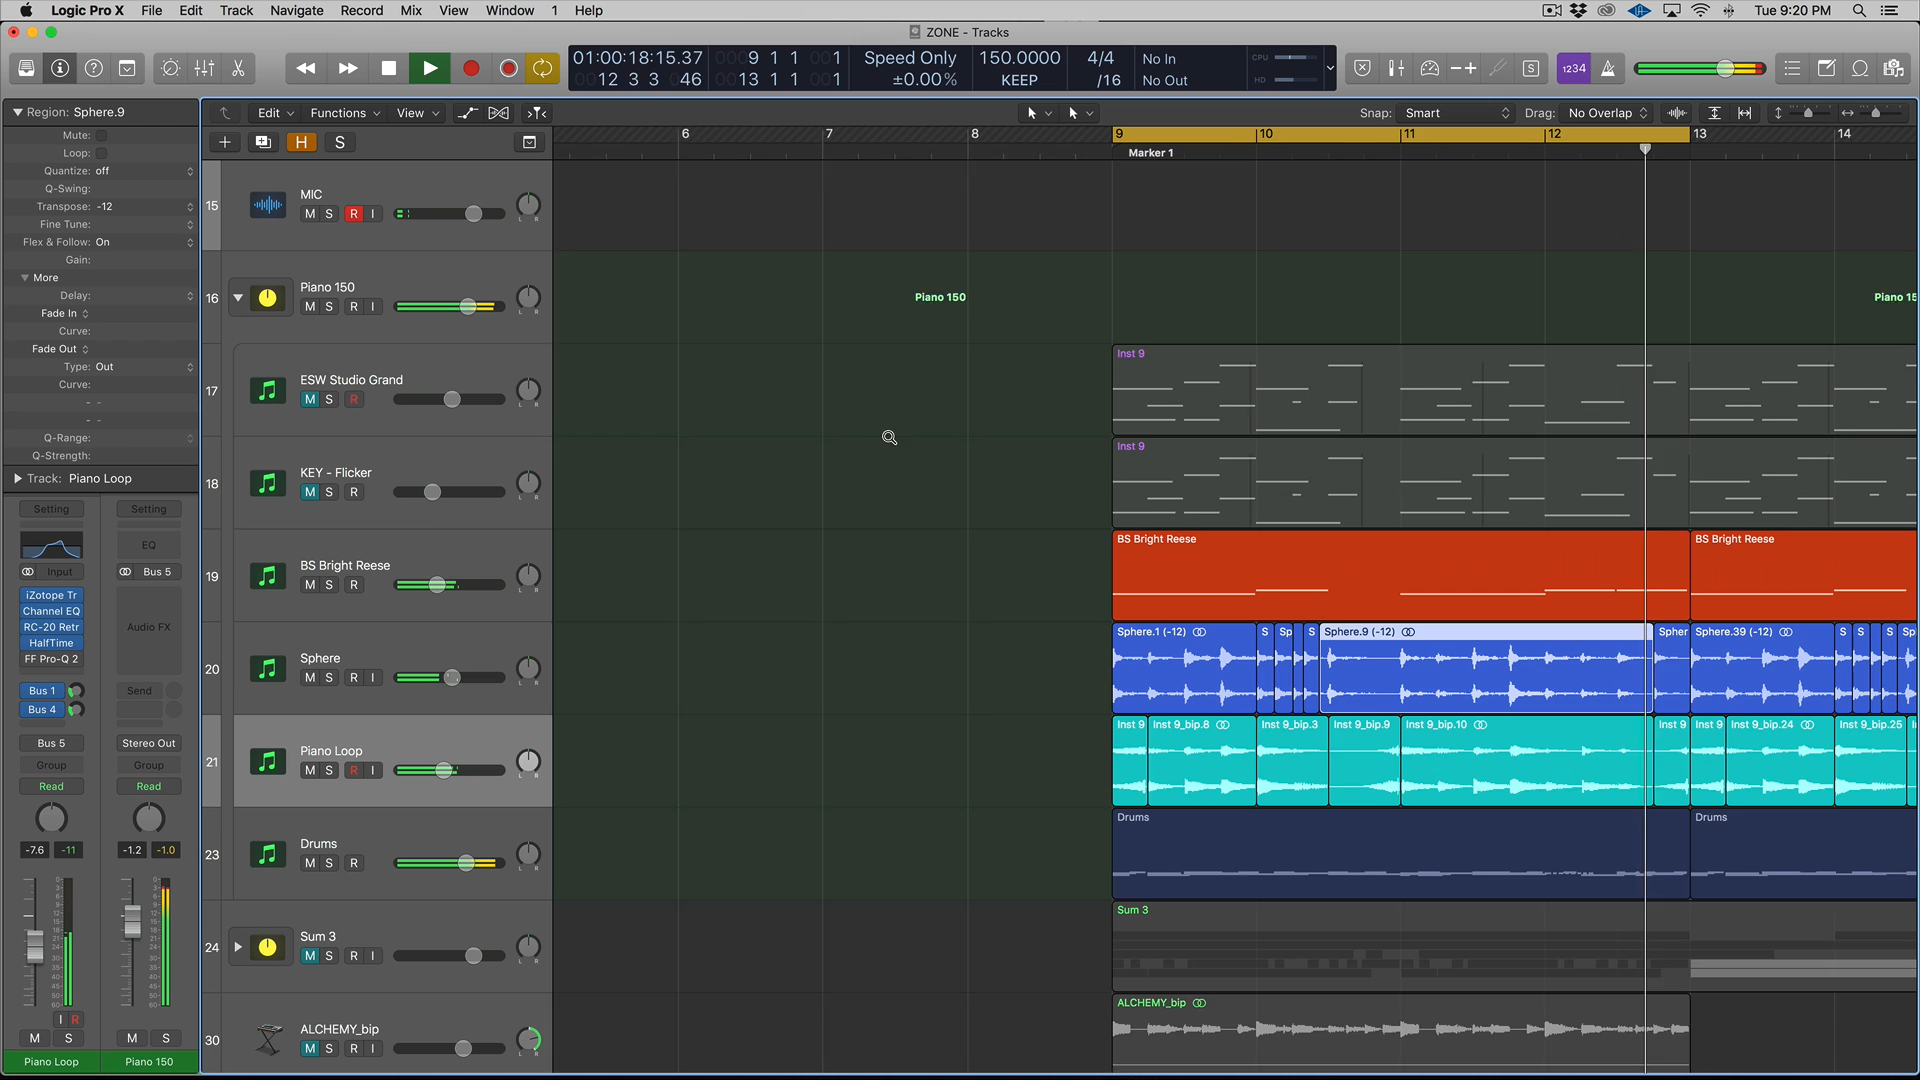 Logic Pro X File Edit Track Navigate Record Mix View Window 1 Help
Tue 9:20 PM
ZONE - Tracks
01:00:18:15.37 0009 1 1 001 Speed Only 150.0000 4/4 No In CPU
0012 3 3 046 0013 1 1 001 ±0.00% KEEP /16 No Out HD
S 1234
Region: Sphere.9
Edit Functions View
Snap: Smart Drag: No Overlap
H S
6 7 8 9 10 11 12 13 14
Marker 1
Mute:
Loop:
Quantize: off
Q-Swing:
Transpose: -12
Fine Tune:
Flex & Follow: On
Gain:
More
Delay:
Fade In
Curve:
Fade Out
Type: Out
Curve:
- -
- -
Q-Range:
Q-Strength:
Track: Piano Loop
Setting Setting
EQ
Input Bus 5
iZotope Tr
Channel EQ
RC-20 Retr
Audio FX
HalfTime
FF Pro-Q 2
Bus 1 Send
Bus 4
Bus 5 Stereo Out
Group Group
Read Read
-7.6 -11 -1.2 -1.0
I R
M S M S
Piano Loop Piano 150
15 MIC
M S R I
L R
16 Piano 150
M S R I
L R
Piano 150 Piano 15
17 ESW Studio Grand
M S R
L R
Inst 9
18 KEY - Flicker
M S R
L R
Inst 9
19 BS Bright Reese
M S R
L R
BS Bright Reese BS Bright Reese
20 Sphere
M S R I
L R
Sphere.1 (-12) S Sp S Sphere.9 (-12) Spher Sphere.39 (-12) S S S Sp
21 Piano Loop
M S R I
L R
Inst 9 Inst 9_bip.8 Inst 9_bip.3 Inst 9_bip.9 Inst 9_bip.10 Inst 9 Inst 9 Inst 9_bip.24 Inst 9_bip.25
23 Drums
M S R
L R
Drums Drums
24 Sum 3
M S R I
L R
Sum 3
30 ALCHEMY_bip
M S R I
L R
ALCHEMY_bip